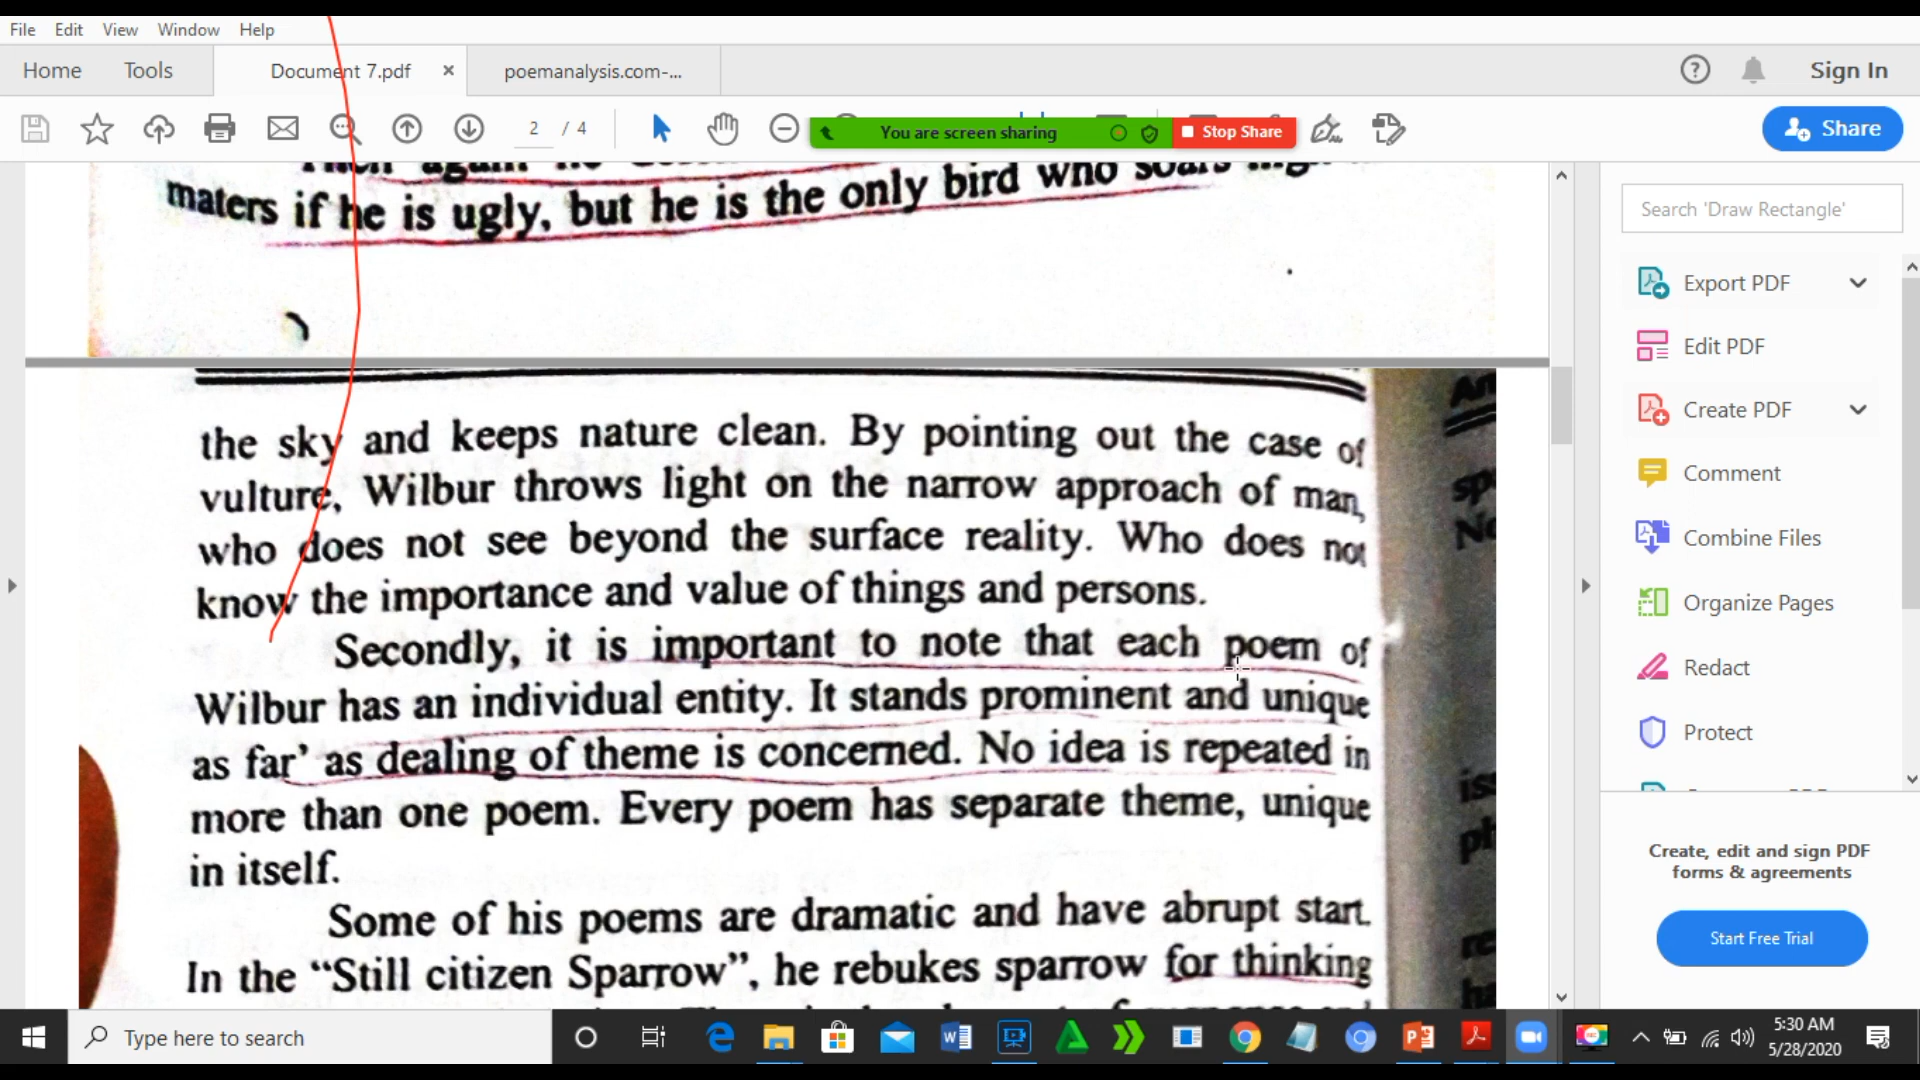 File Edit View Window Help
Home Tools Document 7.pdf × poemanalysis.com-... Sign In
2 / 4 You are screen sharing Stop Share Share
Then again he
maters if he is ugly, but he is the only bird who soars high
the sky and keeps nature clean. By pointing out the case of
vulture, Wilbur throws light on the narrow approach of man,
who does not see beyond the surface reality. Who does not
know the importance and value of things and persons.
Secondly, it is important to note that each poem of
Wilbur has an individual entity. It stands prominent and unique
as far' as dealing of theme is concerned. No idea is repeated in
more than one poem. Every poem has separate theme, unique
in itself.
Some of his poems are dramatic and have abrupt start.
In the “Still citizen Sparrow”, he rebukes sparrow for thinking
Search 'Draw Rectangle'
Export PDF
Edit PDF
Create PDF
Comment
Combine Files
Organize Pages
Redact
Protect
Create, edit and sign PDF
forms & agreements
Start Free Trial
Type here to search
5:30 AM
5/28/2020